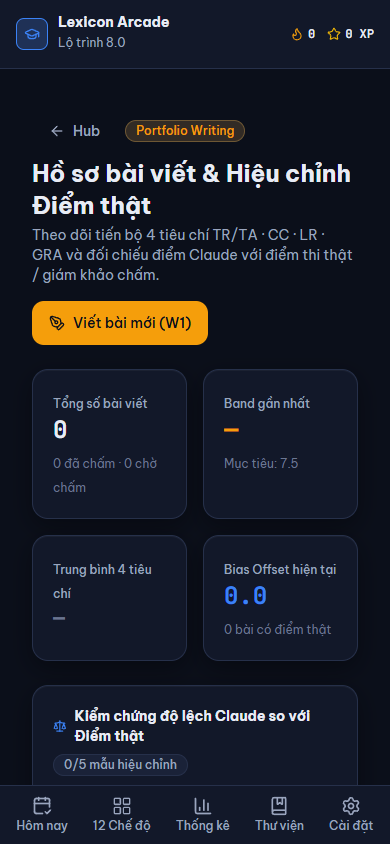 Lexicon Arcade
Lộ trình 8.0
0
0 XP
Hub
Portfolio Writing
Hồ sơ bài viết & Hiệu chỉnh
Điểm thật
Theo dõi tiến bộ 4 tiêu chí TR/TA · CC · LR ·
GRA và đối chiếu điểm Claude với điểm thi thật
/ giám khảo chấm.
Viết bài mới (W1)
Tổng số bài viết
0
0 đã chấm · 0 chờ
chấm
Band gần nhất
—
Mục tiêu: 7.5
Trung bình 4 tiêu
chí
—
Bias Offset hiện tại
0.0
0 bài có điểm thật
Kiểm chứng độ lệch Claude so với
Điểm thật
0/5 mẫu hiệu chỉnh
Hôm nay
12 Chế độ
Thống kê
Thư viện
Cài đặt